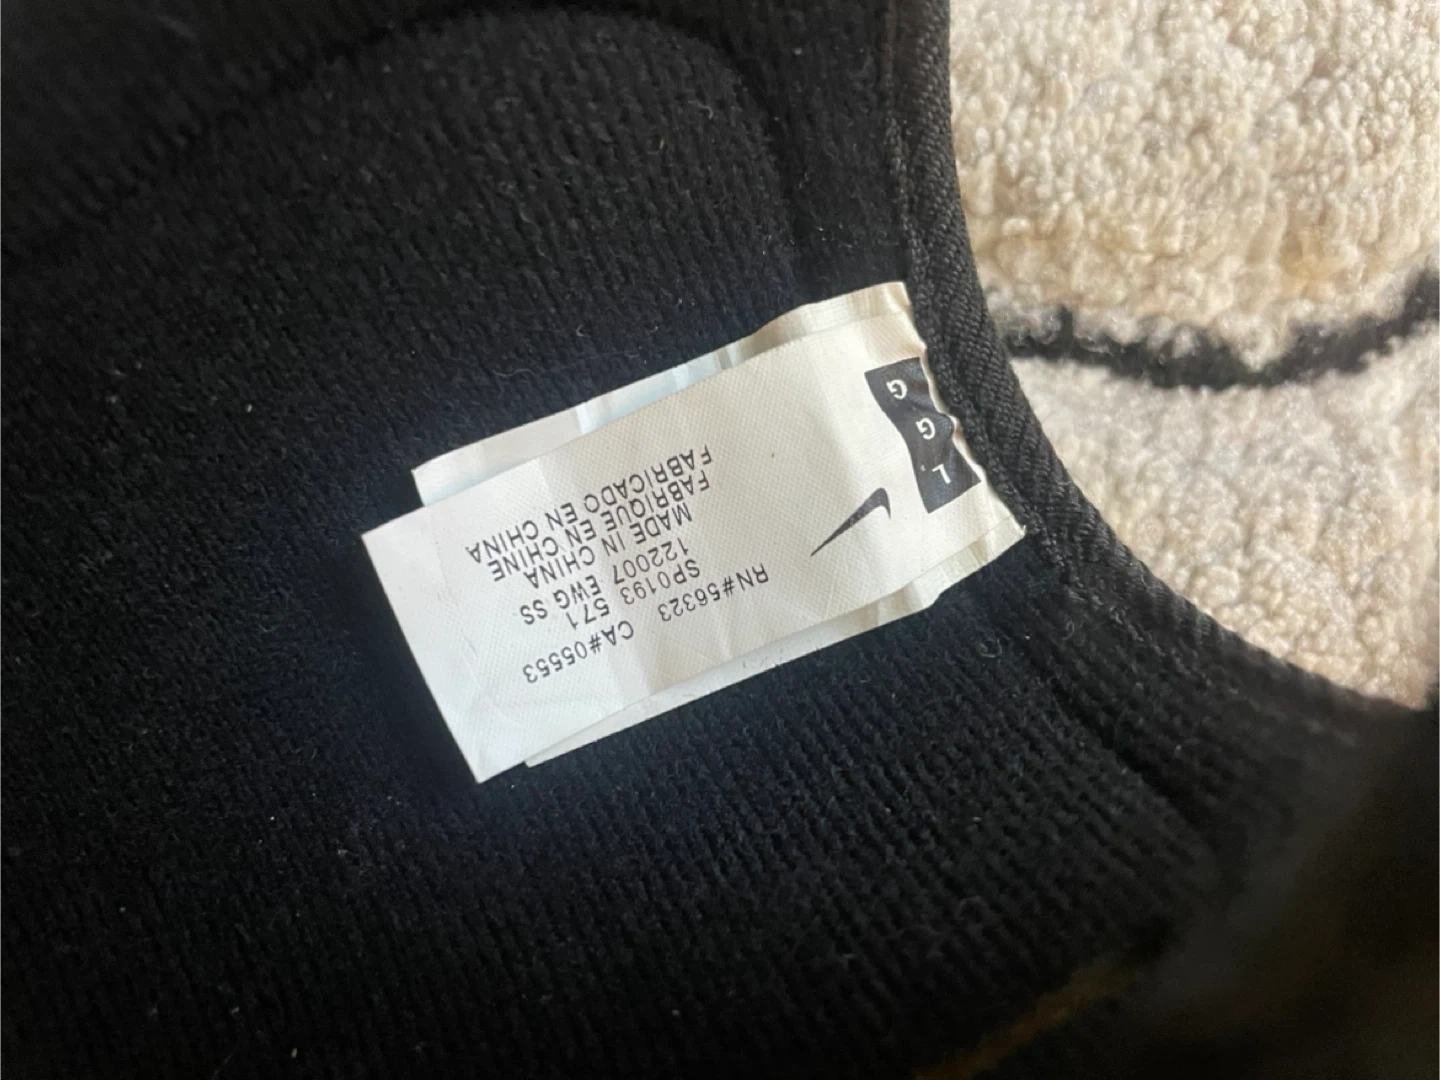 L G G
RN#56323 CA#05553
SP0193 571
122007 EWG SS.
MADE IN CHINA
FABRIQUE EN CHINE
FABRICADO EN CHINA